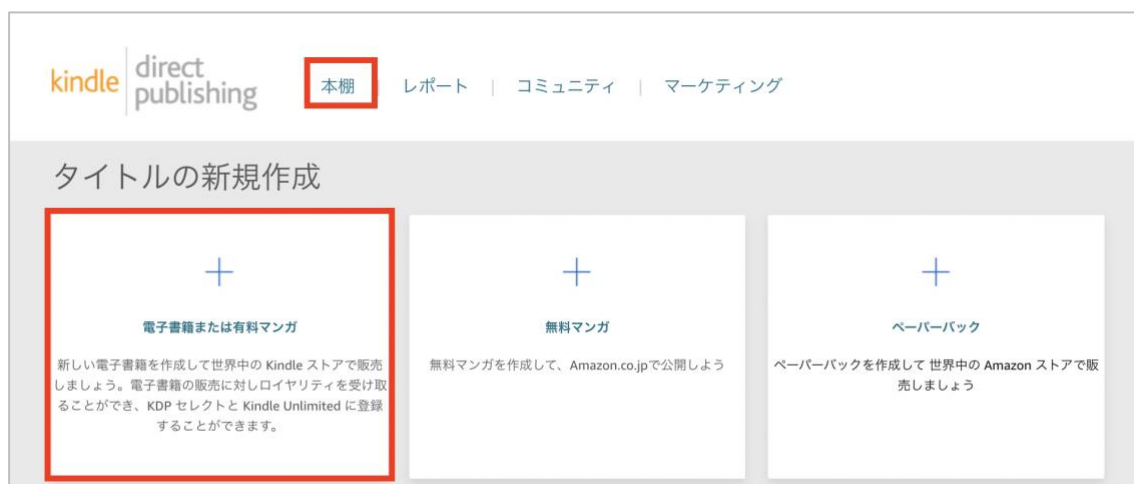 kindle direct publishing
本棚 | レポート | コミュニティ | マーケティング
タイトルの新規作成
電子書籍または有料マンガ
新しい電子書籍を作成して世界中の Kindle ストアで販売
しましょう。電子書籍の販売に対しロイヤリティを受け取
ることができ、KDP セレクトと Kindle Unlimited に登録
することができます。
無料マンガ
無料マンガを作成して、Amazon.co.jpで公開しよう
ペーパーバック
ペーパーバックを作成して 世界中の Amazon ストアで販
売しましょう